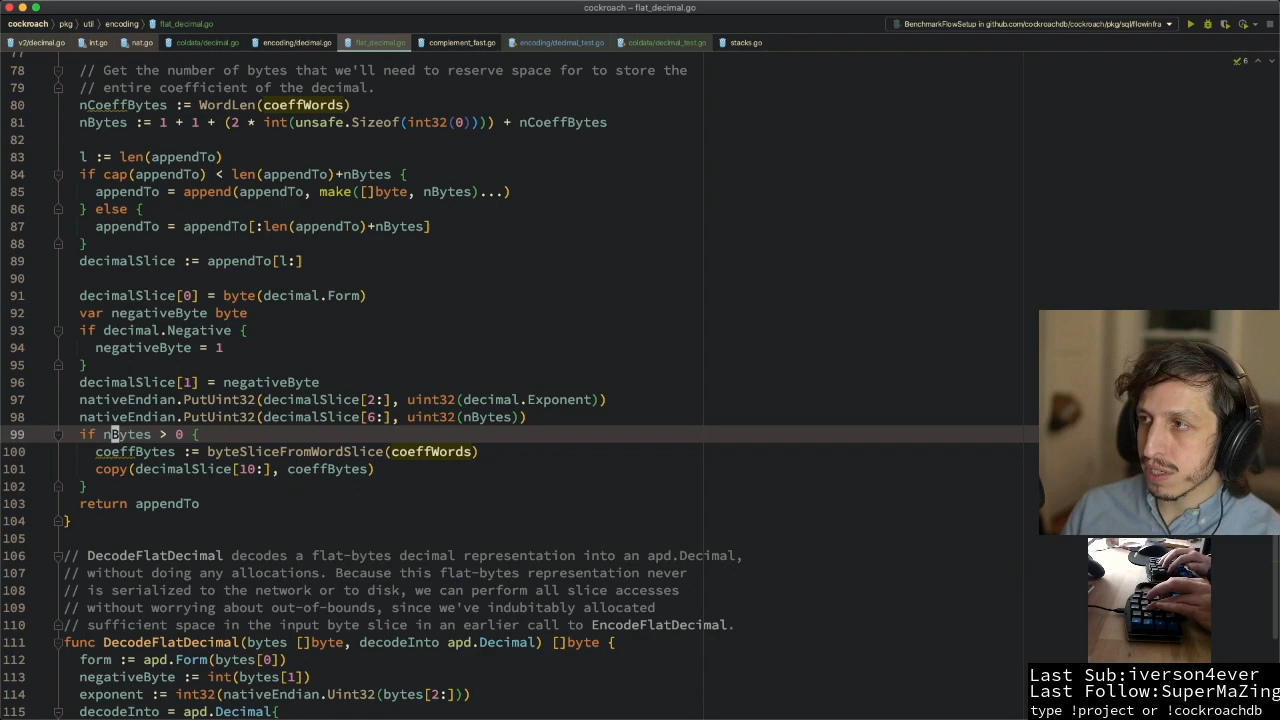 cockroach – flat_decimal.go
cockroach › pkg › util › encoding › flat_decimal.go
BenchmarkFlowSetup in github.com/cockroachdb/cockroach/pkg/sql/flowinfra
v2/decimal.go int.go nat.go coldata/decimal.go encoding/decimal.go flat_decimal.go complement_fast.go encoding/decimal_test.go coldata/decimal_test.go stacks.go
6
77
78 // Get the number of bytes that we'll need to reserve space for to store the
79 // entire coefficient of the decimal.
80 nCoeffBytes := WordLen(coeffWords)
81 nBytes := 1 + 1 + (2 * int(unsafe.Sizeof(int32(0)))) + nCoeffBytes
82
83 l := len(appendTo)
84 if cap(appendTo) < len(appendTo)+nBytes {
85 appendTo = append(appendTo, make([]byte, nBytes)...)
86 } else {
87 appendTo = appendTo[:len(appendTo)+nBytes]
88 }
89 decimalSlice := appendTo[l:]
90
91 decimalSlice[0] = byte(decimal.Form)
92 var negativeByte byte
93 if decimal.Negative {
94 negativeByte = 1
95 }
96 decimalSlice[1] = negativeByte
97 nativeEndian.PutUint32(decimalSlice[2:], uint32(decimal.Exponent))
98 nativeEndian.PutUint32(decimalSlice[6:], uint32(nBytes))
99 if nBytes > 0 {
100 coeffBytes := byteSliceFromWordSlice(coeffWords)
101 copy(decimalSlice[10:], coeffBytes)
102 }
103 return appendTo
104 }
105
106 // DecodeFlatDecimal decodes a flat-bytes decimal representation into an apd.Decimal,
107 // without doing any allocations. Because this flat-bytes representation never
108 // is serialized to the network or to disk, we can perform all slice accesses
109 // without worrying about out-of-bounds, since we've indubitably allocated
110 // sufficient space in the input byte slice in an earlier call to EncodeFlatDecimal.
111 func DecodeFlatDecimal(bytes []byte, decodeInto apd.Decimal) []byte {
112 form := apd.Form(bytes[0])
113 negativeByte := int(bytes[1])
114 exponent := int32(nativeEndian.Uint32(bytes[2:]))
115 decodeInto = apd.Decimal{
Last Sub:iverson4ever
Last Follow:SuperMaZing
type !project or !cockroachdb